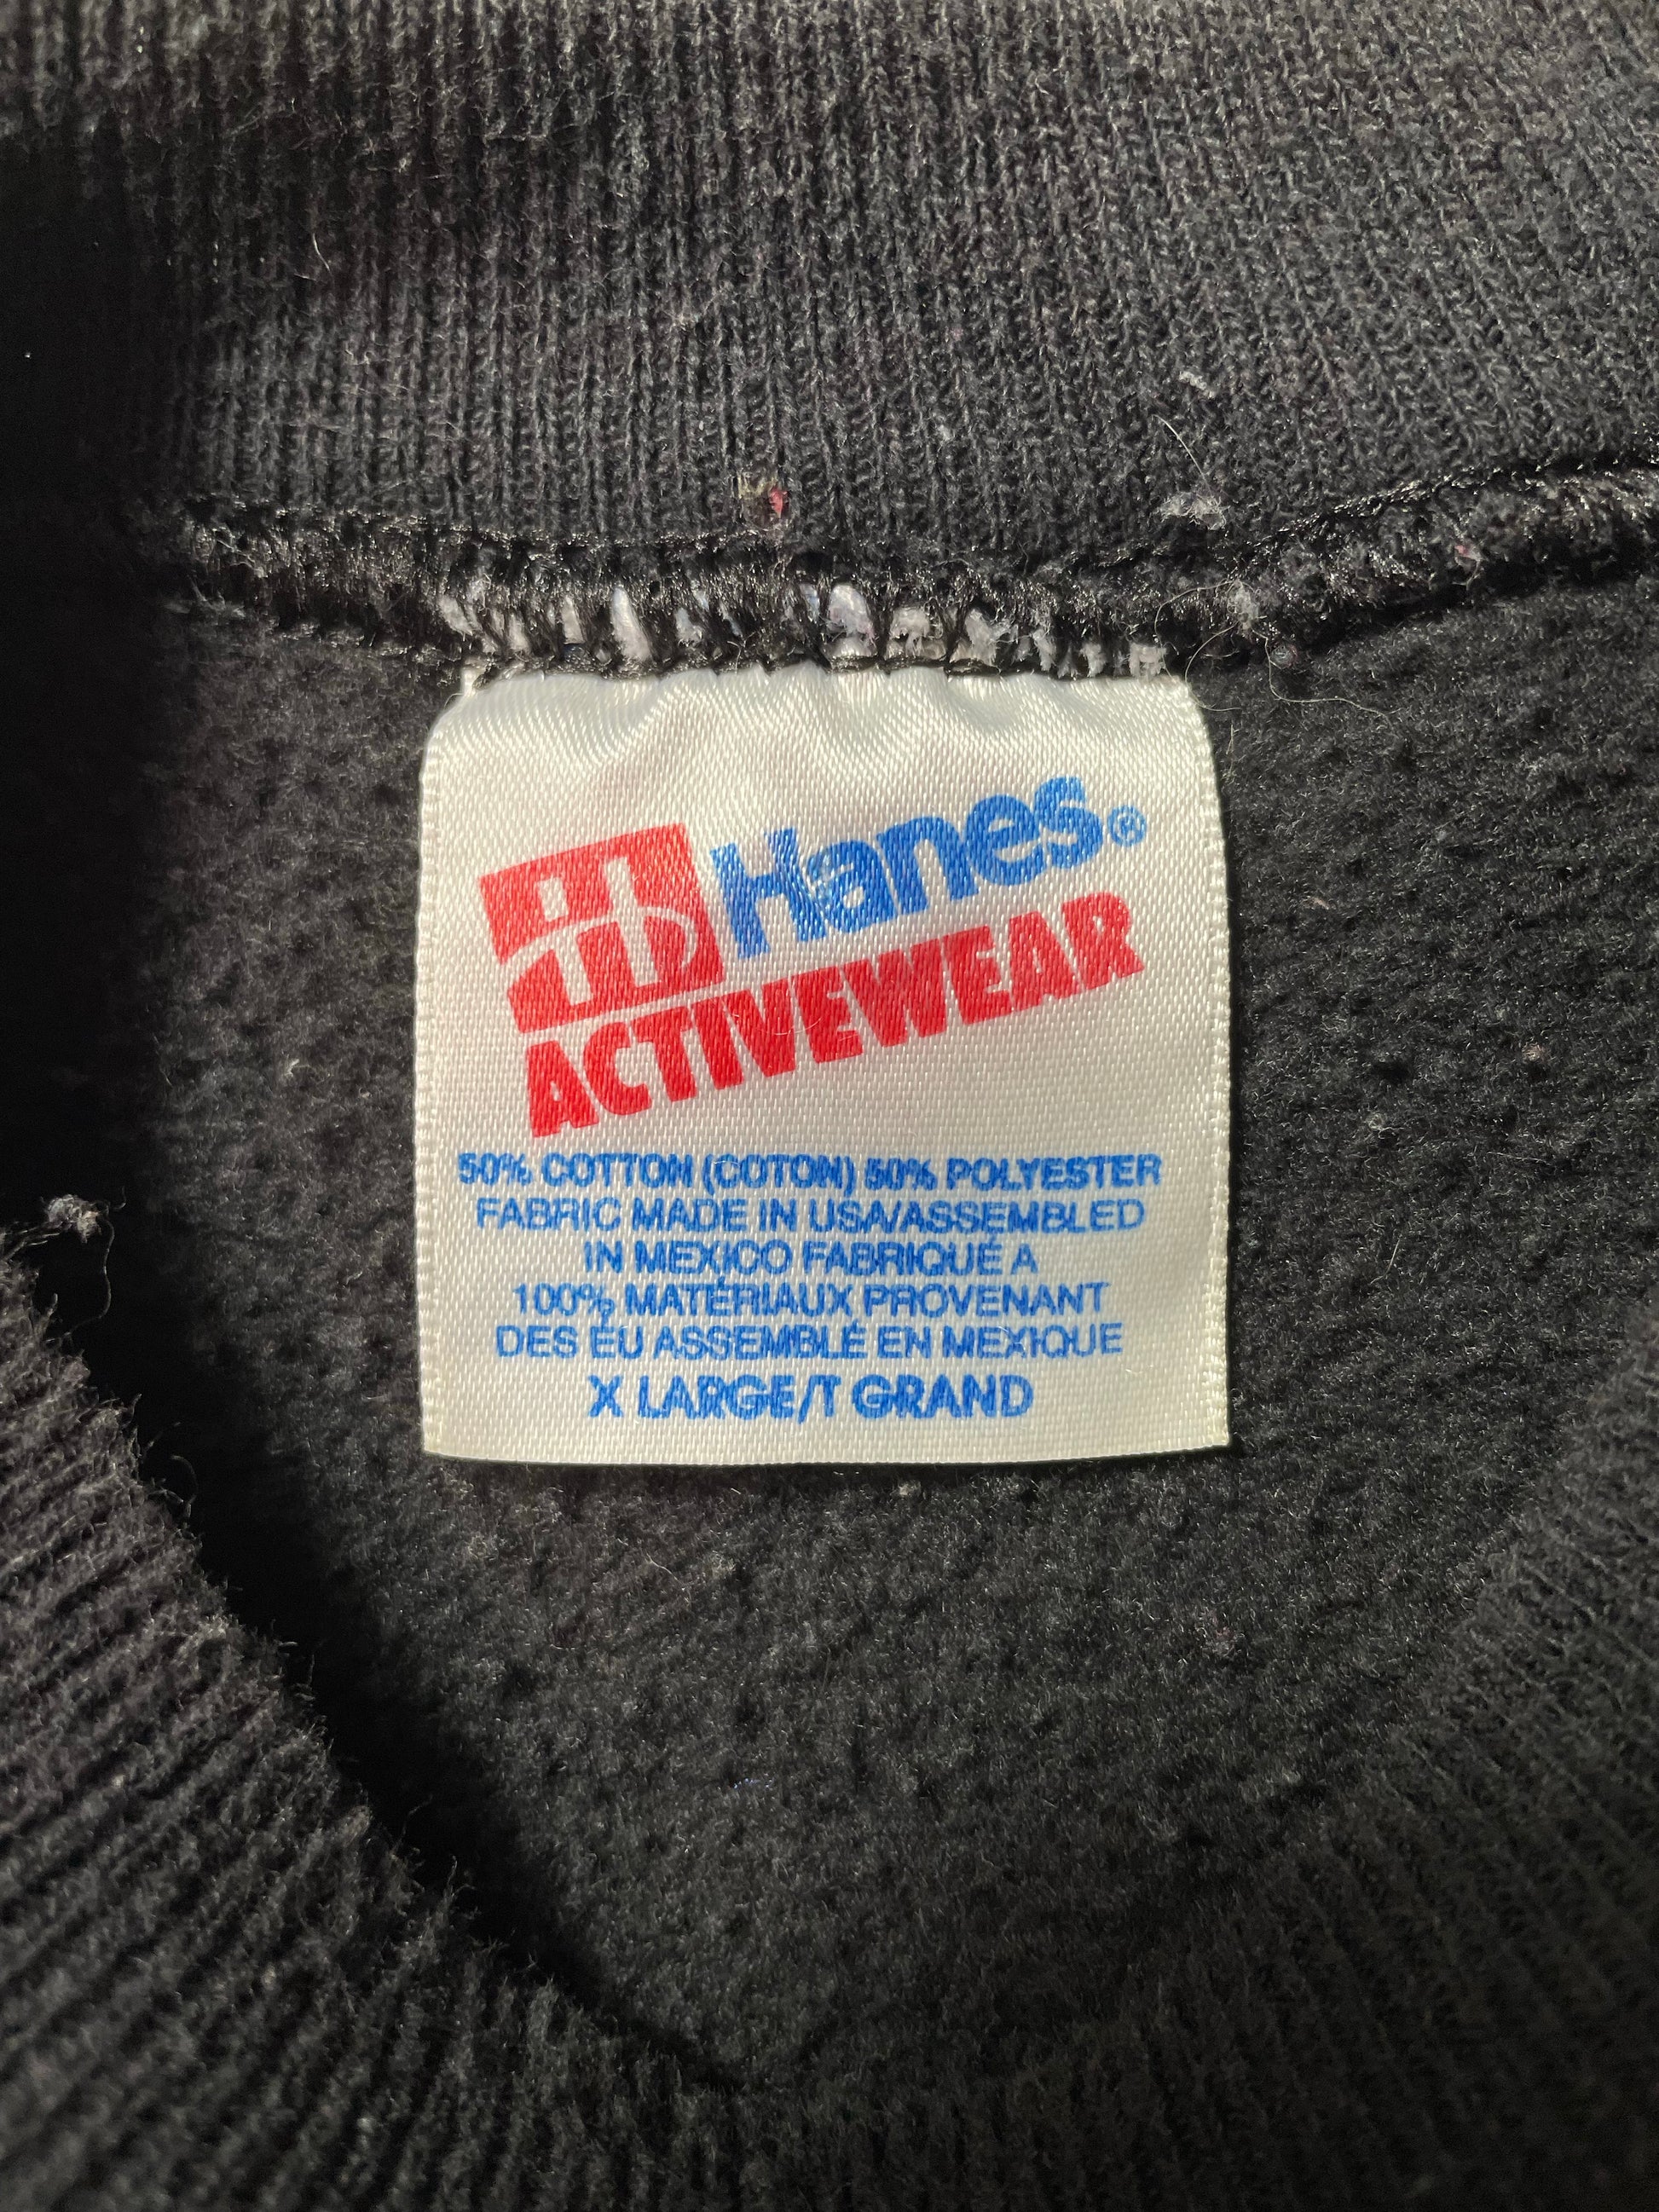 Hanes®
ACTIVEWEAR
50% COTTON (COTON) 50% POLYESTER
FABRIC MADE IN USA/ASSEMBLED
IN MEXICO FABRIQUÉ A
100% MATÉRIAUX PROVENANT
DES ÉU ASSEMBLÉ EN MEXIQUE
X LARGE/T GRAND